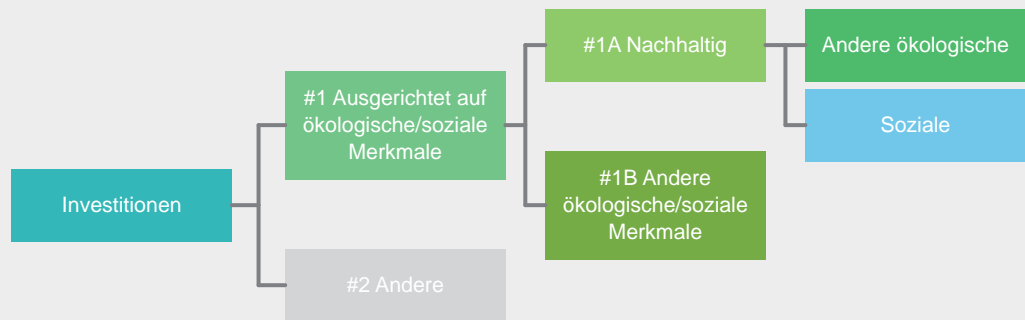 Investitionen
#1 Ausgerichtet auf
ökologische/soziale
Merkmale
#2 Andere
#1A Nachhaltig
#1B Andere
ökologische/soziale
Merkmale
Andere ökologische
Soziale